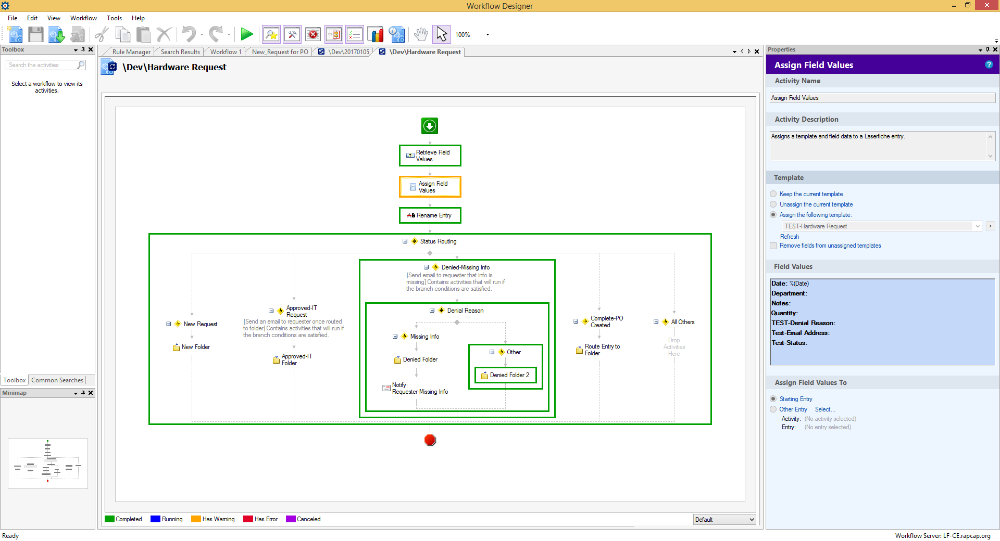 Workflow Designer
File Edit View Workflow Tools Help
100%
Toolbox
Search the activities
Select a workflow to view its
activities.
Toolbox Common Searches
Minimap
Rule Manager Search Results Workflow 1 New_Request for PO \Dev\20170105 \Dev\Hardware Request
\Dev\Hardware Request
Retrieve Field
Values
Assign Field
Values
AB Rename Entry
Status Routing
New Request
New Folder
Approved-IT
Request
[Send an email to requester once routed
to folder] Contains activities that will run if
the branch conditions are satisfied.
Approved-IT
Folder
Denied-Missing Info
[Send email to requester that info is
missing] Contains activities that will run if
the branch conditions are satisfied.
Denial Reason
Missing Info
Denied Folder
Notify
Requester-Missing Info
Other
Denied Folder 2
Complete-PO
Created
Route Entry to
Folder
All Others
Drop
Activities
Here
Completed Running Has Warning Has Error Canceled
Default
Properties
Assign Field Values
?
Activity Name
Assign Field Values
Activity Description
Assigns a template and field data to a Laserfiche entry.
Template
Keep the current template
Unassign the current template
Assign the following template:
TEST-Hardware Request
>
Refresh
Remove fields from unassigned templates
Field Values
Date: %(Date)
Department:
Notes:
Quantity:
TEST-Denial Reason:
Test-Email Address:
Test-Status:
Assign Field Values To
Starting Entry
Other Entry Select...
Activity: (No activity selected)
Entry: (No entry selected)
Ready
Workflow Server: LF-CE.rapcap.org